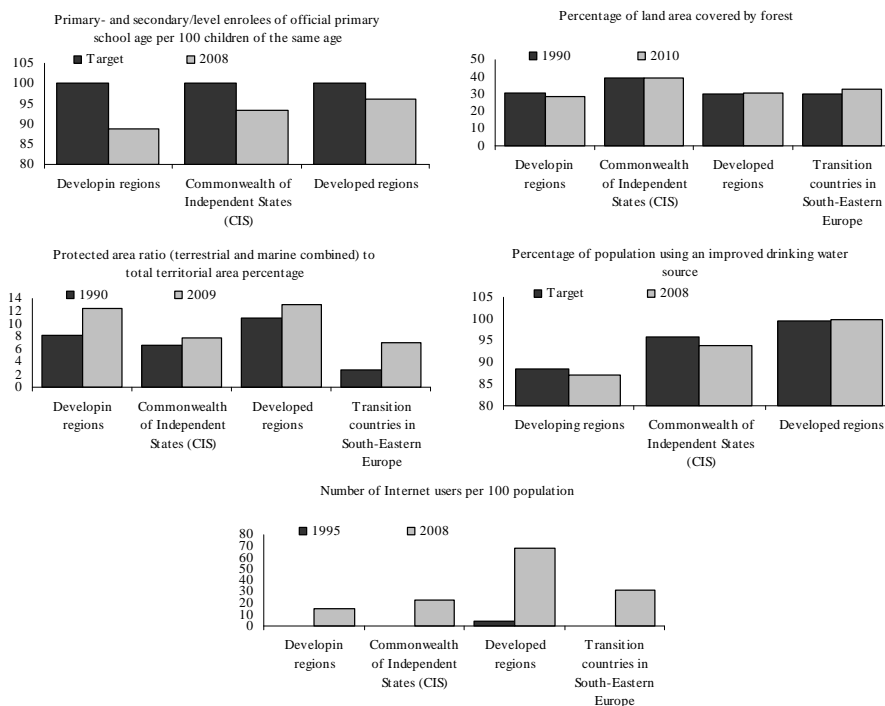 Primary- and secondary/level enrolees of official primary
school age per 100 children of the same age
Target
2008
105
100
95
90
85
80
Developin regions
Commonwealth of
Independent States
(CIS)
Developed regions
Percentage of land area covered by forest
1990
2010
50
40
30
20
10
0
Developin
regions
Commonwealth
of Independent
States (CIS)
Developed
regions
Transition
countries in
South-Eastern
Europe
Protected area ratio (terrestrial and marine combined) to
total territorial area percentage
1990
2009
14
12
10
8
6
4
2
0
Developin
regions
Commonwealth
of Independent
States (CIS)
Developed
regions
Transition
countries in
South-Eastern
Europe
Percentage of population using an improved drinking water
source
Target
2008
105
100
95
90
85
80
Developing regions
Commonwealth of
Independent States
(CIS)
Developed regions
Number of Internet users per 100 population
1995
2008
80
70
60
50
40
30
20
10
0
Developin
regions
Commonwealth
of Independent
States (CIS)
Developed
regions
Transition
countries in
South-Eastern
Europe